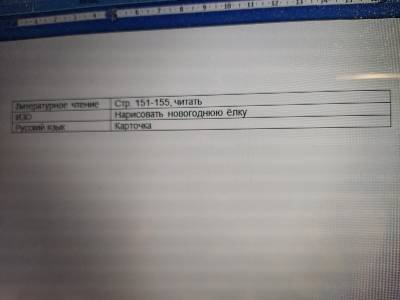 Литературное чтение Стр. 151-155, читать
ИЗО Нарисовать новогоднюю ёлку
Русский язык Карточка